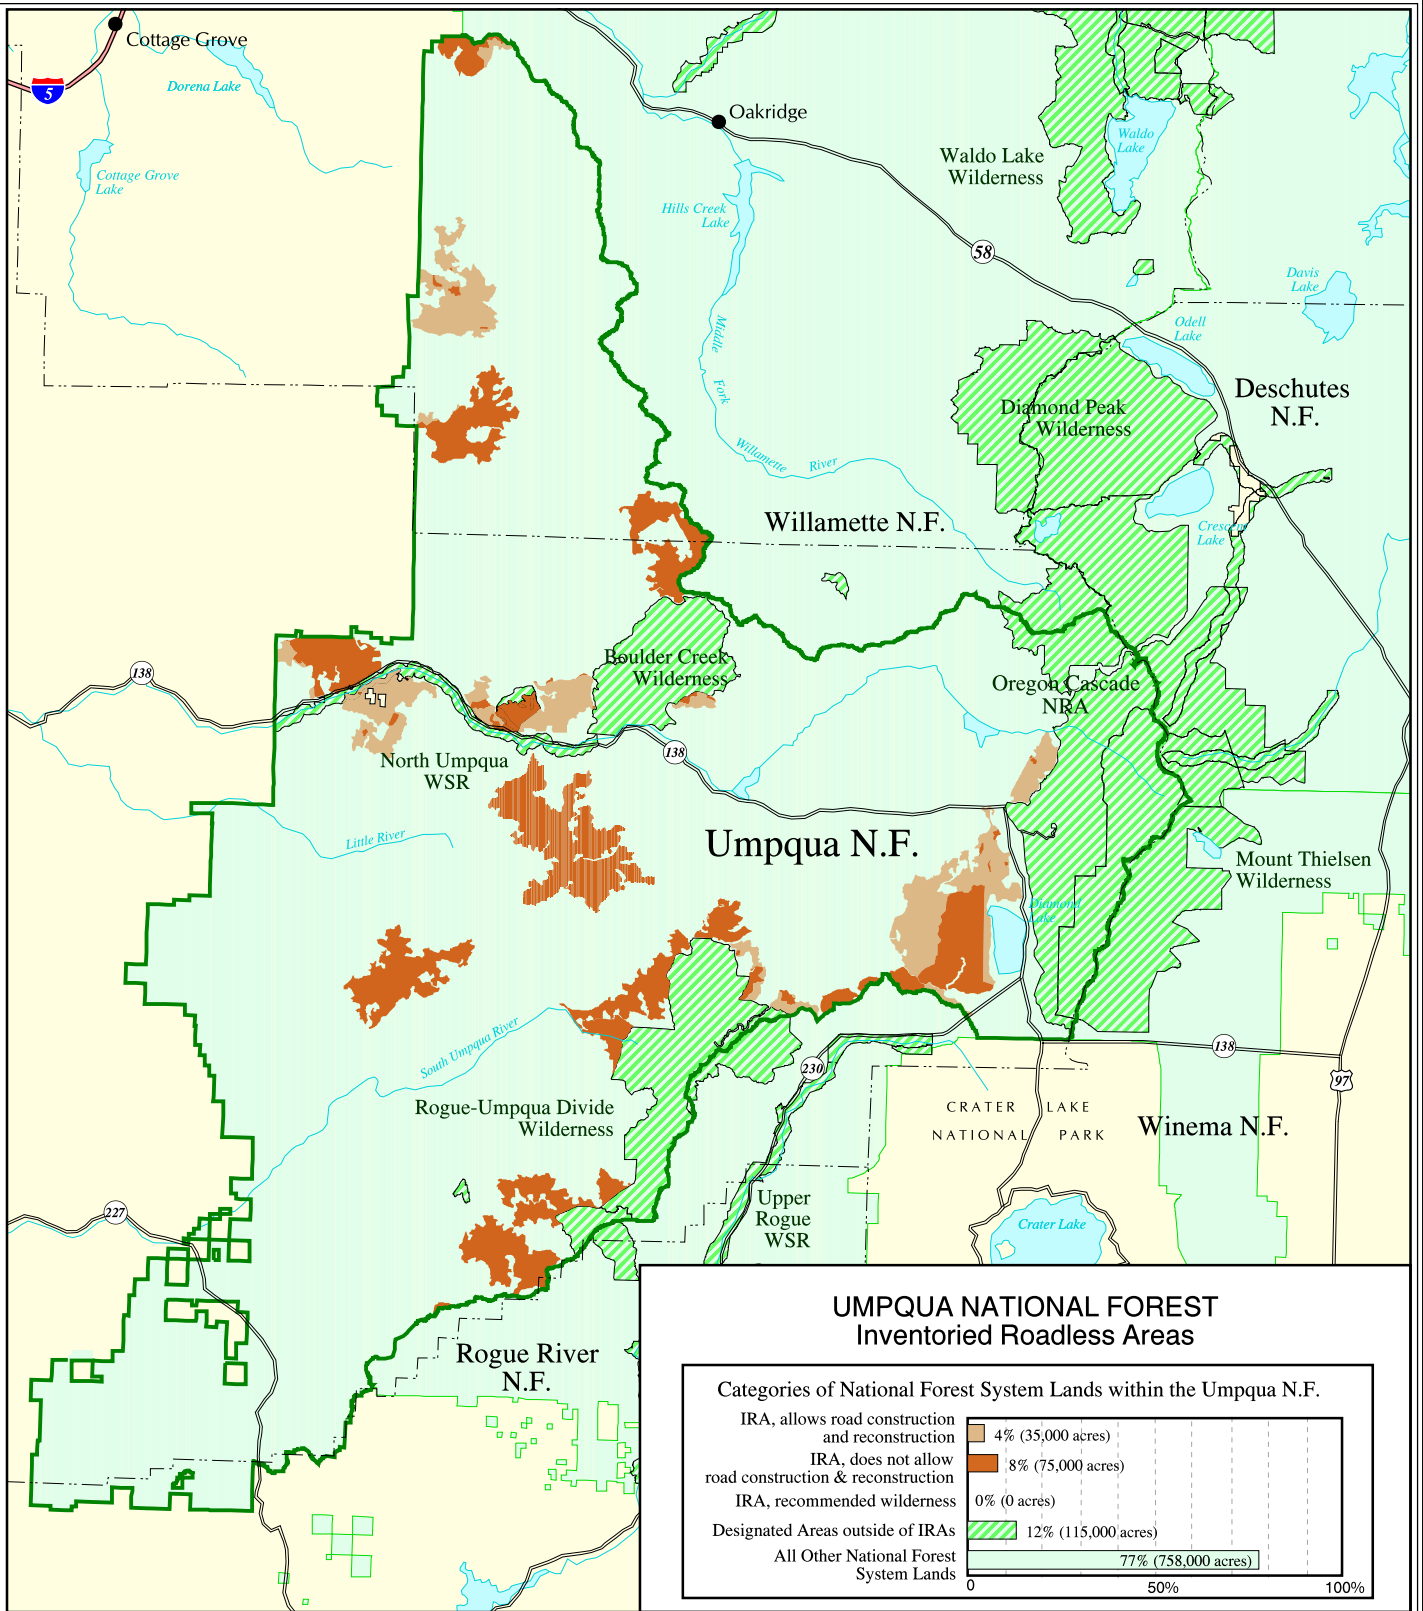 Cottage Grove
5
Dorena Lake
Cottage Grove
Lake
Oakridge
Waldo
Lake
Waldo Lake
Wilderness
Hills Creek
Lake
58
Davis
Lake
Odell
Lake
Middle Fork
Willamette River
Deschutes
N.F.
Diamond Peak
Wilderness
Willamette N.F.
Crescent
Lake
138
Boulder Creek
Wilderness
Oregon Cascade
NRA
138
North Umpqua
WSR
Little River
Umpqua N.F.
Mount Thielsen
Wilderness
Diamond
Lake
South Umpqua River
138
230
97
Rogue-Umpqua Divide
Wilderness
CRATER LAKE
NATIONAL PARK
Winema N.F.
227
Upper
Rogue
WSR
Crater Lake
Rogue River
N.F.
UMPQUA NATIONAL FOREST
Inventoried Roadless Areas
Categories of National Forest System Lands within the Umpqua N.F.
IRA, allows road construction
and reconstruction
4% (35,000 acres)
IRA, does not allow
road construction & reconstruction
8% (75,000 acres)
IRA, recommended wilderness
0% (0 acres)
Designated Areas outside of IRAs
12% (115,000 acres)
All Other National Forest
System Lands
77% (758,000 acres)
0 50% 100%